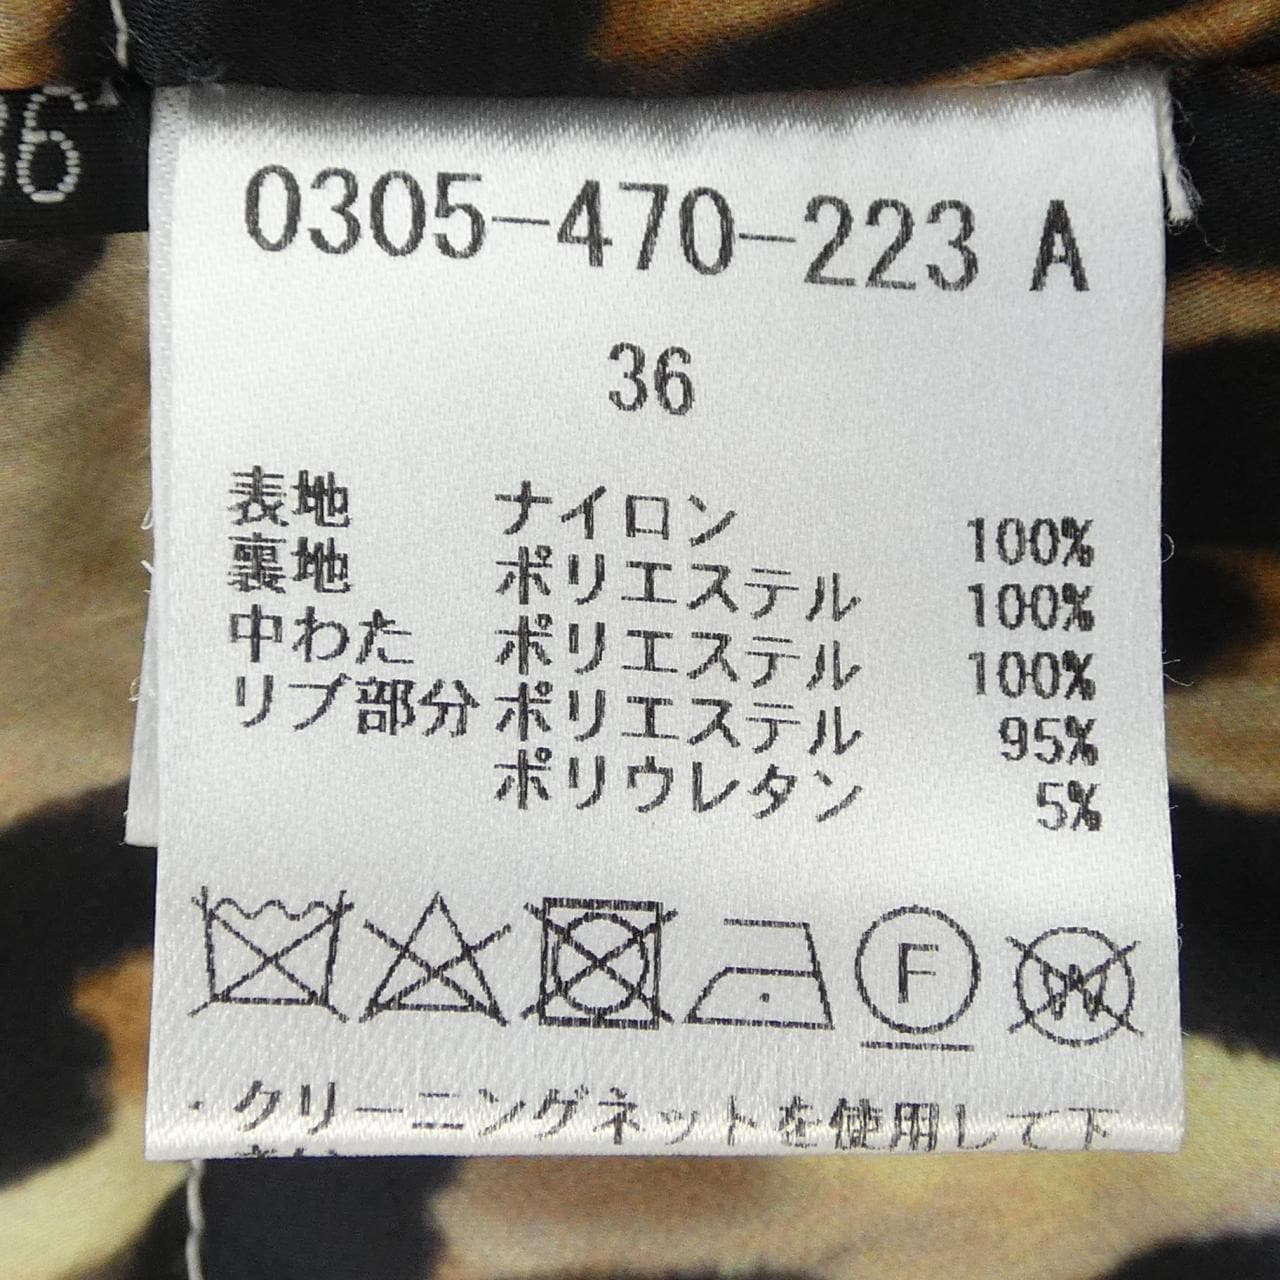 36
0305-470-223 A
36
表地 ナイロン 100%
裏地 ポリエステル 100%
中わた ポリエステル 100%
リブ部分 ポリエステル 95%
ポリウレタン 5%
F W
・クリーニングネットを使用して下